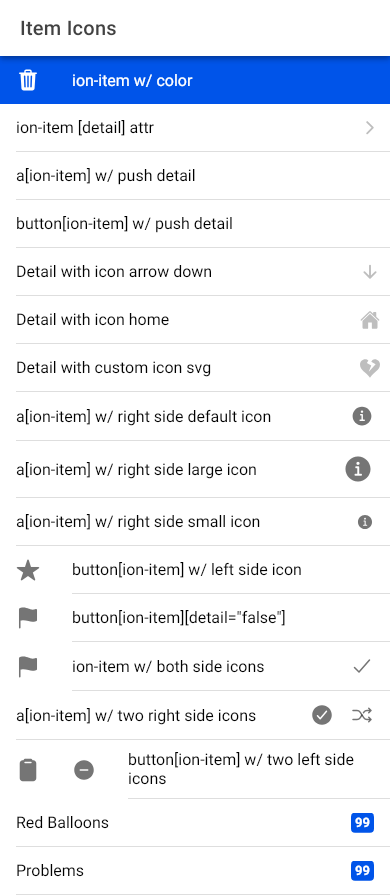 Item Icons
ion-item w/ color
ion-item [detail] attr
a[ion-item] w/ push detail
button[ion-item] w/ push detail
Detail with icon arrow down
Detail with icon home
Detail with custom icon svg
a[ion-item] w/ right side default icon
a[ion-item] w/ right side large icon
a[ion-item] w/ right side small icon
button[ion-item] w/ left side icon
button[ion-item][detail="false"]
ion-item w/ both side icons
a[ion-item] w/ two right side icons
button[ion-item] w/ two left side
icons
Red Balloons 99
Problems 99